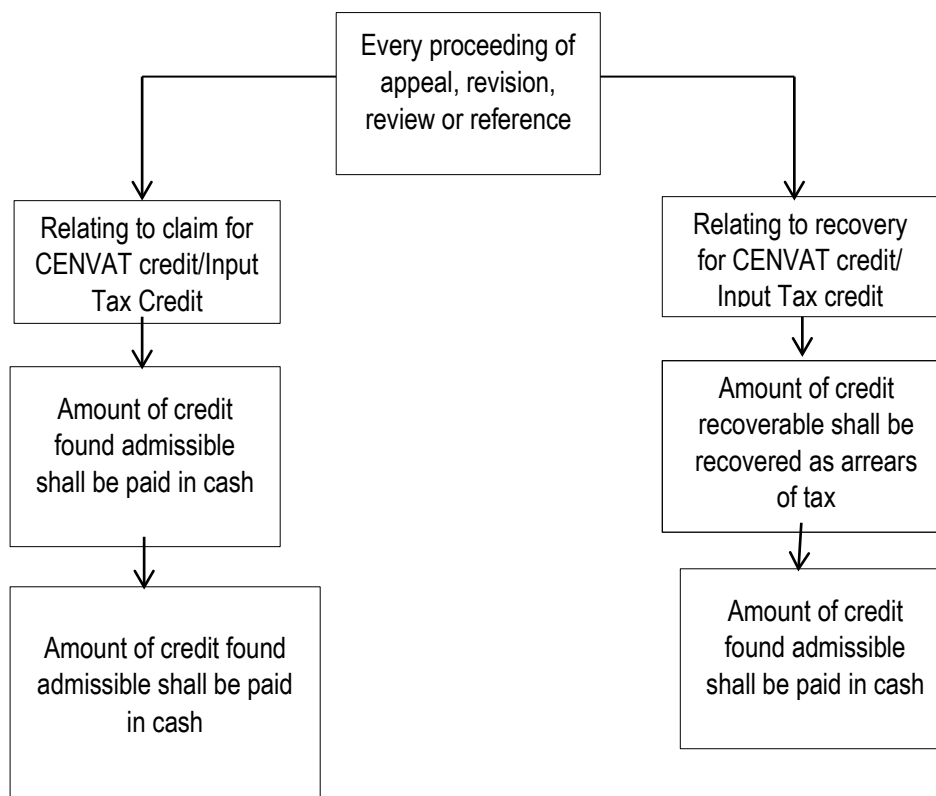 Every proceeding of
appeal, revision,
review or reference
Relating to claim for
CENVAT credit/Input
Tax Credit
Relating to recovery
for CENVAT credit/
Input Tax credit
Amount of credit
found admissible
shall be paid in cash
Amount of credit
recoverable shall be
recovered as arrears
of tax
Amount of credit found
admissible shall be paid
in cash
Amount of credit
found admissible
shall be paid in cash